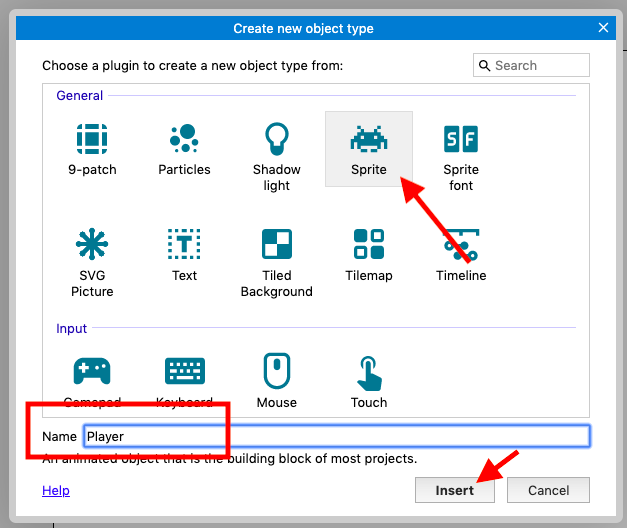 Create new object type
Choose a plugin to create a new object type from:
Search
General
9-patch
Particles
Shadow
light
Sprite
Sprite
font
SVG
Picture
Text
Tiled
Background
Tilemap
Timeline
Input
Gamepad
Keyboard
Mouse
Touch
Name
Player
An animated object that is the building block of most projects.
Help
Insert
Cancel